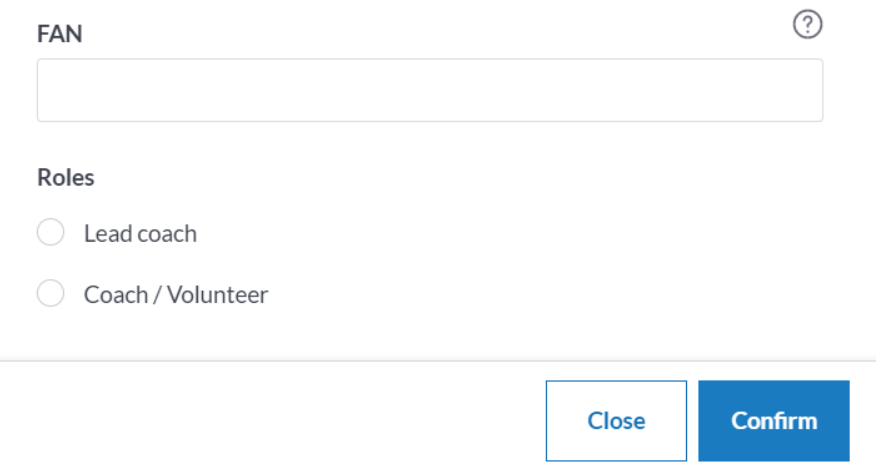 FAN
?
Roles
Lead coach
Coach / Volunteer
Close
Confirm